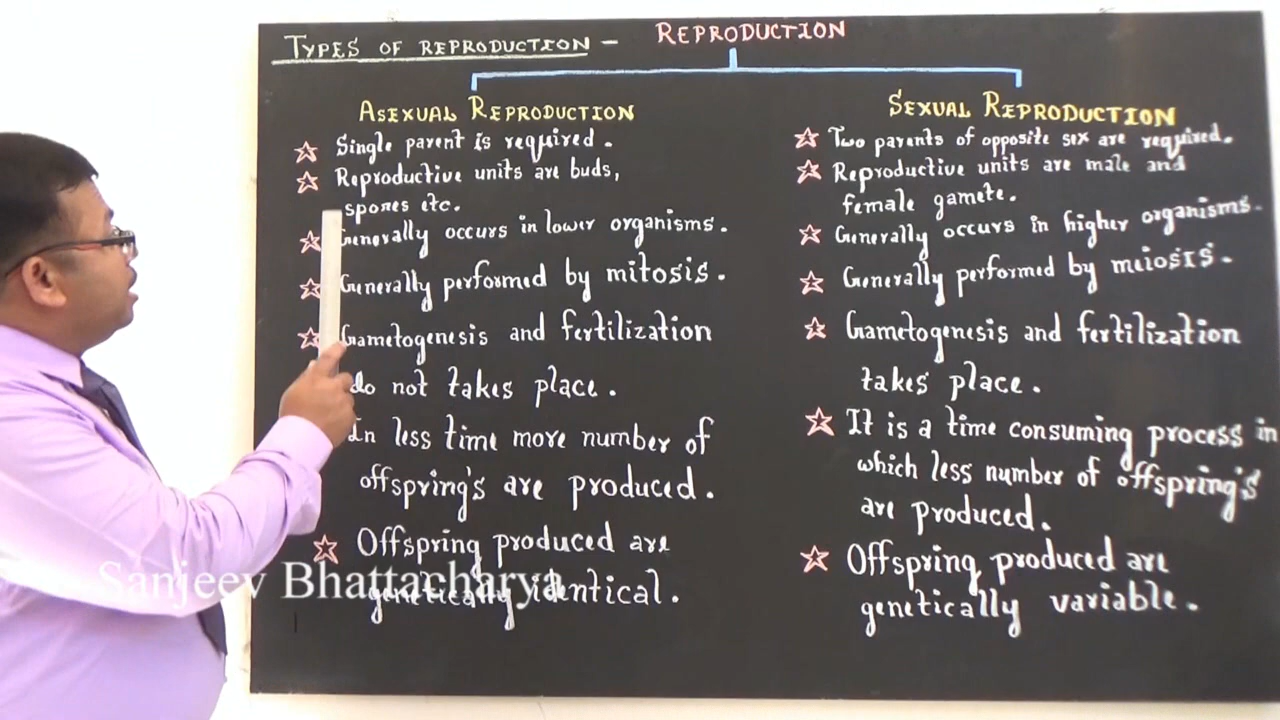 TYPES OF REPRODUCTION –
REPRODUCTION
ASEXUAL REPRODUCTION
Single parent is required.
Reproductive units are buds,
spores etc.
Generally occurs in lower organisms.
Generally performed by mitosis.
Gametogenesis and fertilization
do not takes place.
In less time more number of
offspring's are produced.
Offspring produced are
genetically identical.
SEXUAL REPRODUCTION
Two parents of opposite sex are required.
Reproductive units are male and
female gamete.
Generally occurs in higher organisms.
Generally performed by meiosis.
Gametogenesis and fertilization
takes place.
It is a time consuming process in
which less number of offspring's
are produced.
Offspring produced are
genetically variable.
Sanjeev Bhattacharya